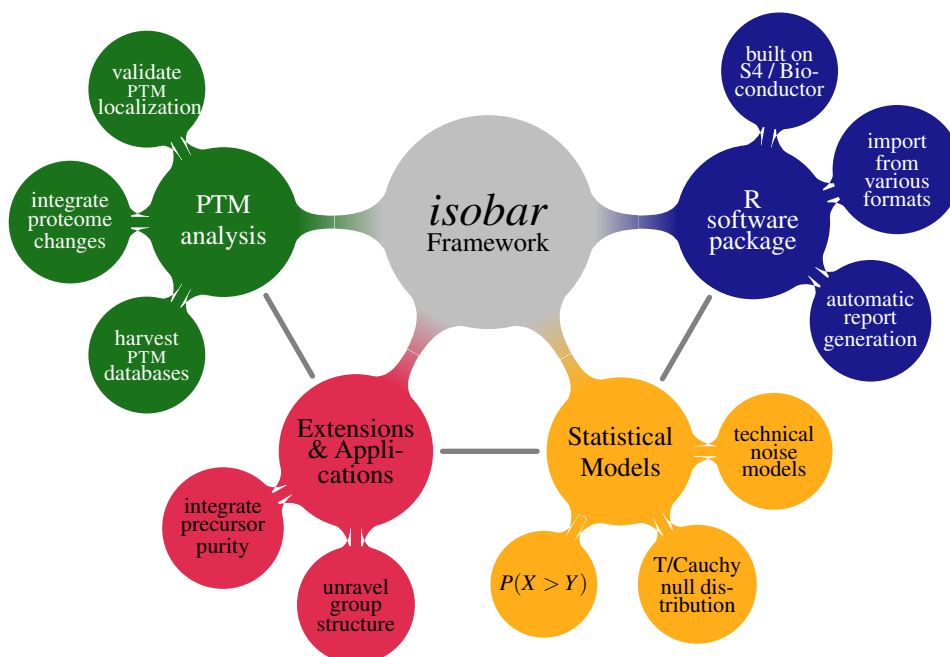 isobar
Framework
PTM
analysis
validate
PTM
localization
integrate
proteome
changes
harvest
PTM
databases
R
software
package
built on
S4 / Bio-
conductor
import
from
various
formats
automatic
report
generation
Extensions
& Appli-
cations
integrate
precursor
purity
unravel
group
structure
Statistical
Models
technical
noise
models
T/Cauchy
null dis-
tribution
P(X > Y)